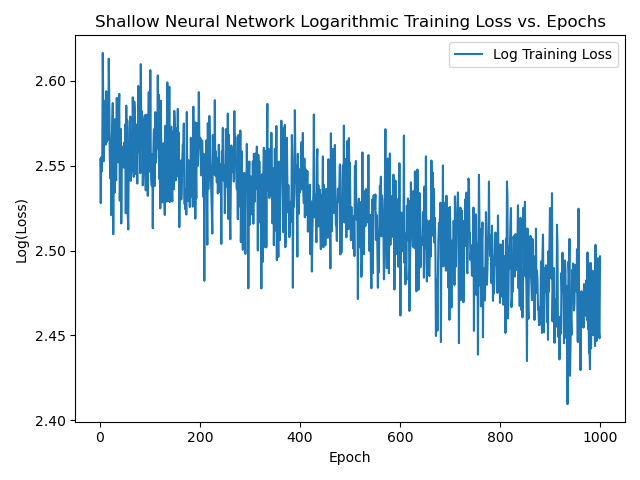 Shallow Neural Network Logarithmic Training Loss vs. Epochs
Log Training Loss
2.60
2.55
2.50
2.45
2.40
Log(Loss)
0 200 400 600 800 1000
Epoch